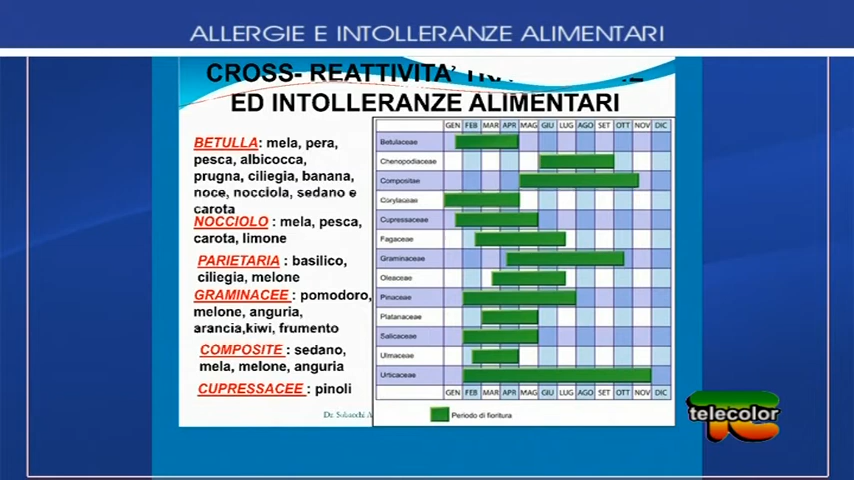 ALLERGIE E INTOLLERANZE ALIMENTARI
CROSS- REATTIVITA'
ED INTOLLERANZE ALIMENTARI
BETULLA: mela, pera,
pesca, albicocca,
prugna, ciliegia, banana,
noce, nocciola, sedano e
carota
NOCCIOLO : mela, pesca,
carota, limone
PARIETARIA : basilico,
ciliegia, melone
GRAMINACEE : pomodoro,
melone, anguria,
arancia,kiwi, frumento
COMPOSITE : sedano,
mela, melone, anguria
CUPRESSACEE : pinoli
GEN FEB MAR APR MAG GIU LUG AGO SET OTT NOV DIC
Betulaceae
Chenopodiaceae
Compositae
Corylaceae
Cupressaceae
Fagaceae
Graminaceae
Oleaceae
Pinaceae
Platanaceae
Salicaceae
Ulmaceae
Urticaceae
GEN FEB MAR APR MAG GIU LUG AGO SET OTT NOV DIC
Periodo di fioritura
telecolor